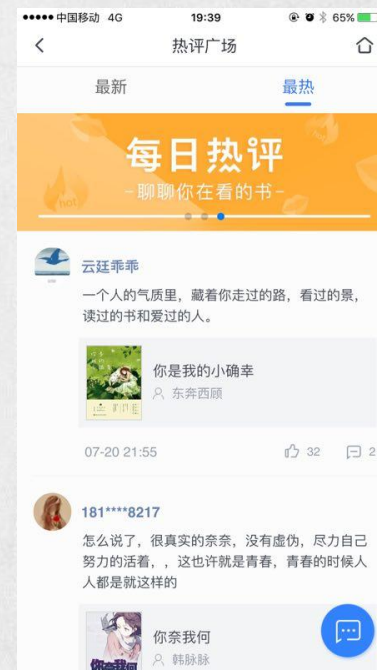 中国移动 4G 19:39 65%
热评广场
最新 最热
每日热评
-聊聊你在看的书-
hot
云廷乖乖
一个人的气质里，藏着你走过的路，看过的景，
读过的书和爱过的人。
你是我的小确幸
东奔西顾
07-20 21:55 32 2
181****8217
怎么说了，很真实的奈奈，没有虚伪，尽力自己
努力的活着，，这也许就是青春，青春的时候人
人都是就这样的
你奈我何
你奈我何
韩脉脉